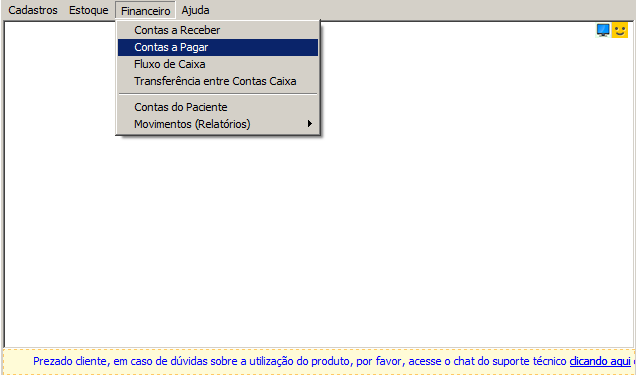 Cadastros Estoque Financeiro Ajuda
Contas a Receber
Contas a Pagar
Fluxo de Caixa
Transferência entre Contas Caixa
Contas do Paciente
Movimentos (Relatórios)
Prezado cliente, em caso de dúvidas sobre a utilização do produto, por favor, acesse o chat do suporte técnico clicando aqui